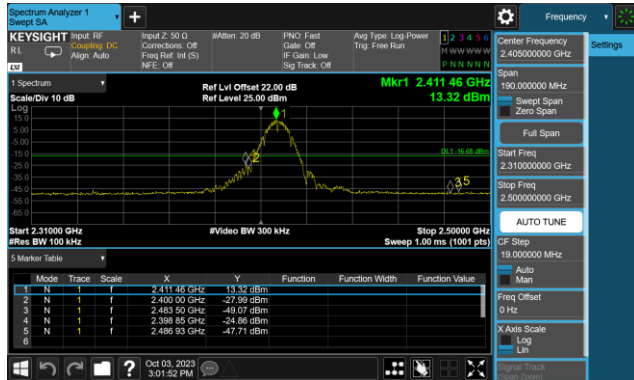 Spectrum Analyzer 1
Swept SA
Frequency
KEYSIGHT Input: RF Input Z: 50 Ω #Atten: 20 dB PNO: Fast Avg Type: Log-Power 1 2 3 4 5 6
RL Coupling: DC Corrections: Off Gate: Off Trig: Free Run M W W W W W
Align: Auto Freq Ref: Int (S) IF Gain: Low P N N N N N
NFE: Off Sig Track: Off
LXI
1 Spectrum
Scale/Div 10 dB
Ref Lvl Offset 22.00 dB
Ref Level 25.00 dBm
Mkr1 2.411 46 GHz
13.32 dBm
Log
15.0
5.00
-5.00
-15.0
-25.0
-35.0
-45.0
-55.0
-65.0
1
2
3
5
DL1 -16.68 dBm
Start 2.31000 GHz #Video BW 300 kHz Stop 2.50000 GHz
#Res BW 100 kHz Sweep 1.00 ms (1001 pts)
5 Marker Table
Mode Trace Scale X Y Function Function Width Function Value
1 N 1 f 2.411 46 GHz 13.32 dBm
2 N 1 f 2.400 00 GHz -27.99 dBm
3 N 1 f 2.483 50 GHz -49.07 dBm
4 N 1 f 2.398 85 GHz -24.86 dBm
5 N 1 f 2.486 93 GHz -47.71 dBm
6
Oct 03, 2023
3:01:52 PM
Center Frequency
2.405000000 GHz
Settings
Span
190.000000 MHz
Swept Span
Zero Span
Full Span
Start Freq
2.310000000 GHz
Stop Freq
2.500000000 GHz
AUTO TUNE
CF Step
19.000000 MHz
Auto
Man
Freq Offset
0 Hz
X Axis Scale
Log
Lin
Signal Track
(Span Zoom)